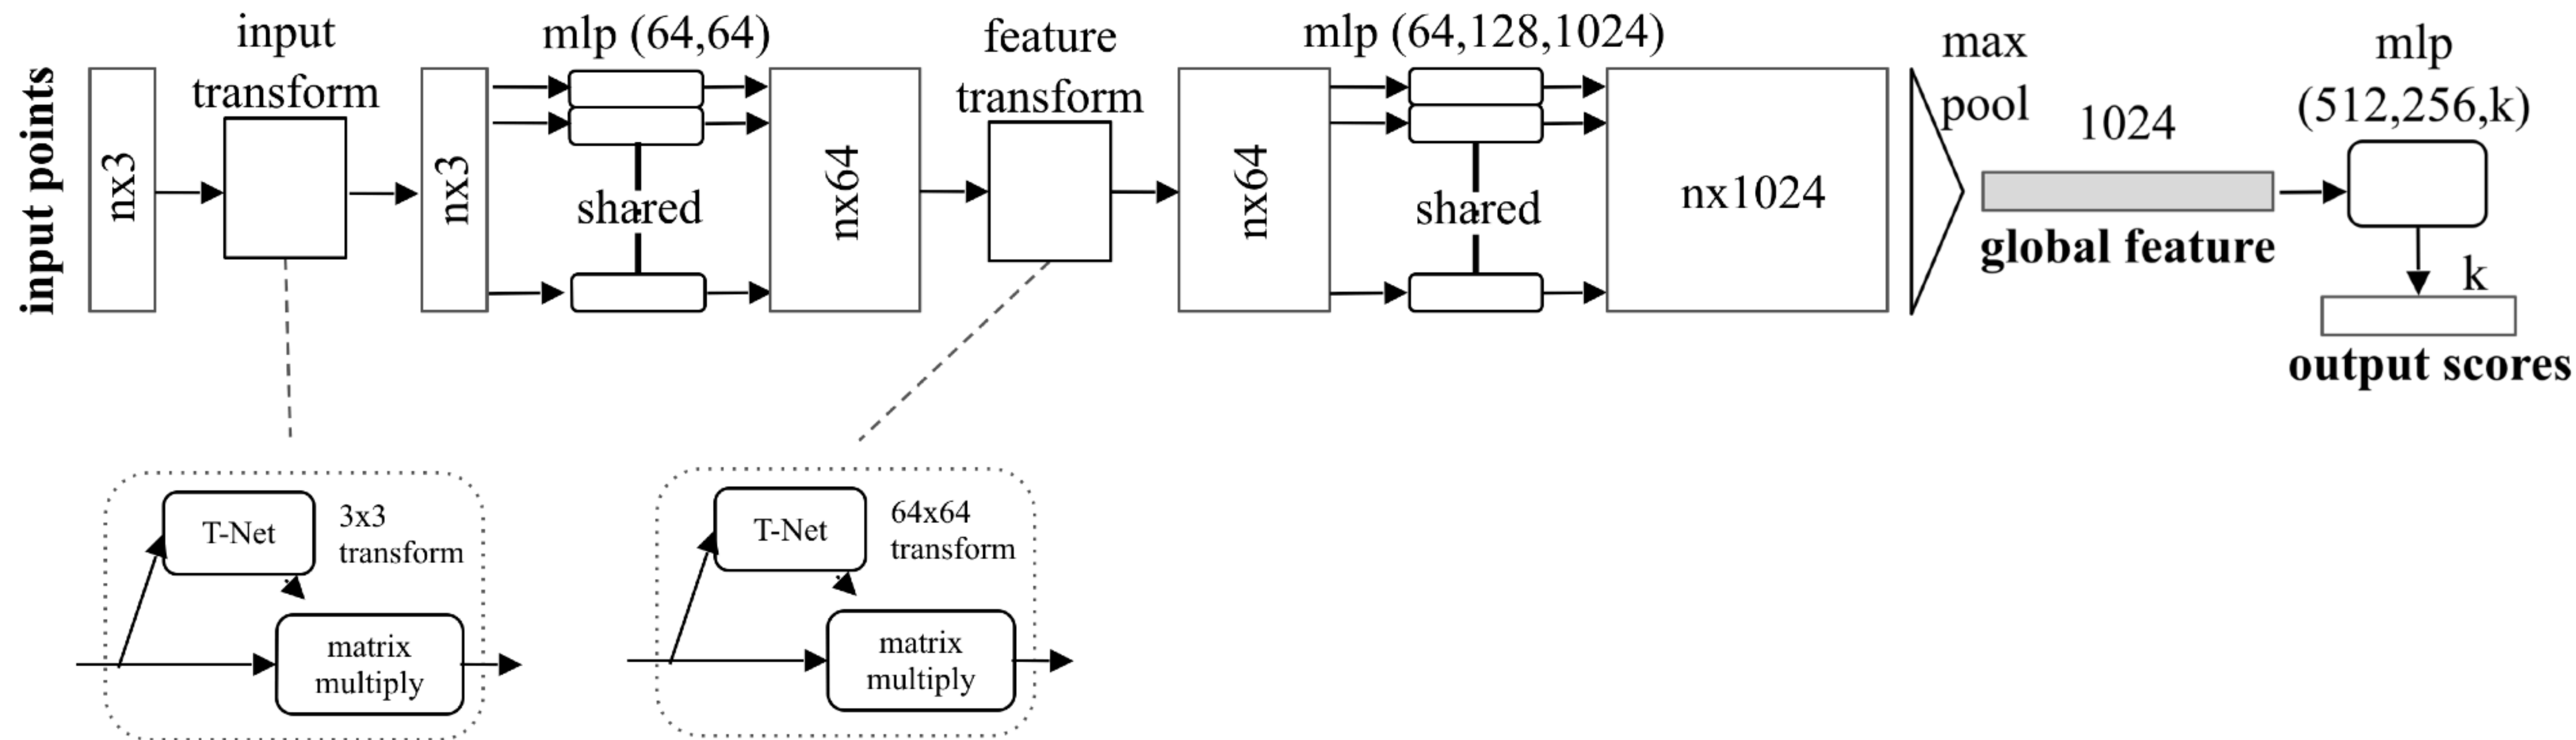 input points
nx3
input
transform
nx3
mlp (64,64)
shared
nx64
feature
transform
nx64
mlp (64,128,1024)
shared
nx1024
max
pool
1024
global feature
mlp
(512,256,k)
k
output scores
T-Net
3x3
transform
matrix
multiply
T-Net
64x64
transform
matrix
multiply